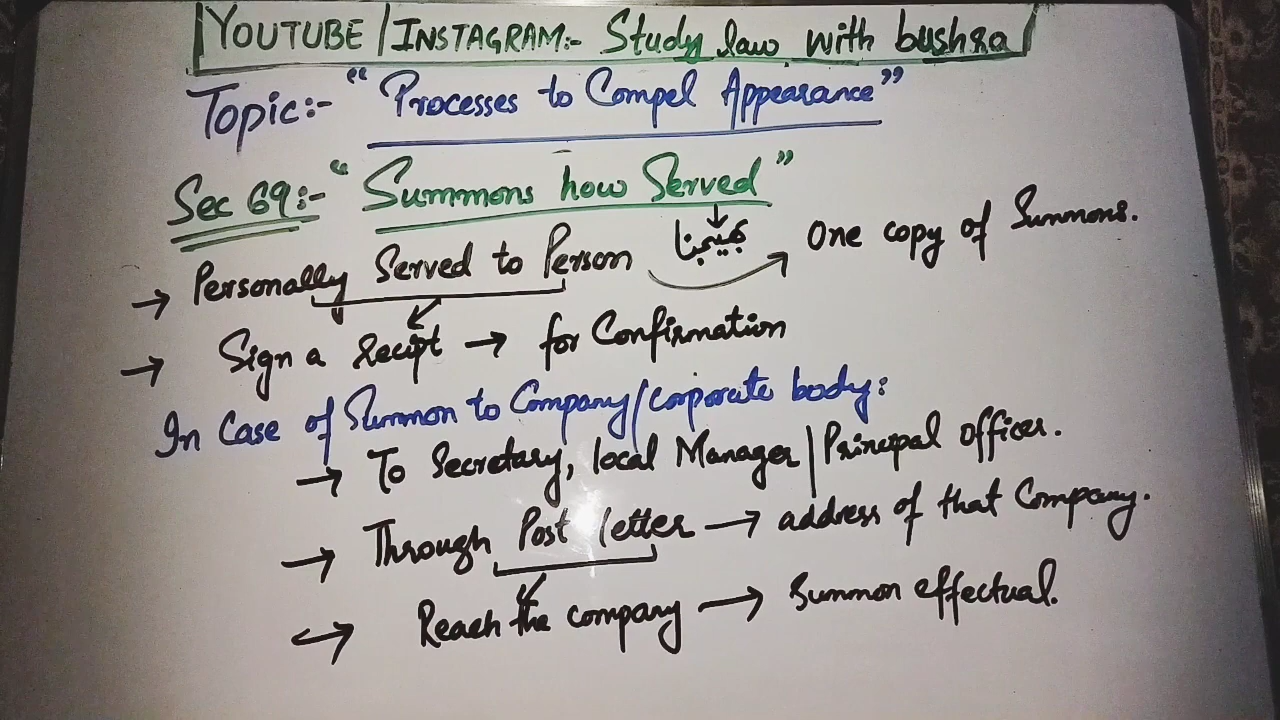 YOUTUBE/INSTAGRAM:- Study law with bushra
Topic:- "Processes to Compel Appearance"
Sec 69:- "Summons how Served"
بھیجنا
→ Personally Served to Person → One copy of Summons.
→ Sign a Recipt → for Confirmation
In Case of Summon to Company/corporate body:
→ To Secretary, local Manager/Principal officer.
→ Through Post letter → address of that Company.
→ Reach the company → Summon effectual.